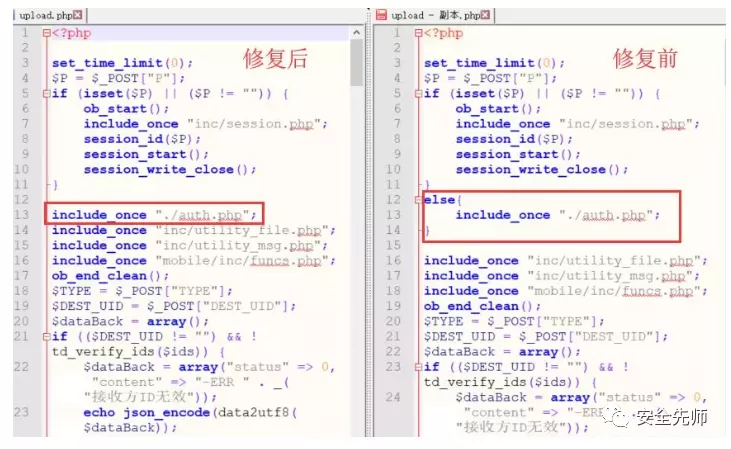 upload.php
修复后
1 <?php
2
3 set_time_limit(0);
4 $P = $_POST["P"];
5 if (isset($P) || ($P != "")) {
6 ob_start();
7 include_once "inc/session.php";
8 session_id($P);
9 session_start();
10 session_write_close();
11 }
12
13 include_once "./auth.php";
14 include_once "inc/utility_file.php";
15 include_once "inc/utility_msg.php";
16 include_once "mobile/inc/funcs.php";
17 ob_end_clean();
18 $TYPE = $_POST["TYPE"];
19 $DEST_UID = $_POST["DEST_UID"];
20 $dataBack = array();
21 if (($DEST_UID != "") && !
td_verify_ids($ids)) {
22 $dataBack = array("status" => 0,
"content" => "-ERR " . _(
"接收方ID无效"));
23 echo json_encode(data2utf8(
$dataBack));
upload - 副本.php
修复前
1 <?php
2
3 set_time_limit(0);
4 $P = $_POST["P"];
5 if (isset($P) || ($P != "")) {
6 ob_start();
7 include_once "inc/session.php";
8 session_id($P);
9 session_start();
10 session_write_close();
11 }
12 else{
13 include_once "./auth.php";
14 }
15
16 include_once "inc/utility_file.php";
17 include_once "inc/utility_msg.php";
18 include_once "mobile/inc/funcs.php";
19 ob_end_clean();
20 $TYPE = $_POST["TYPE"];
21 $DEST_UID = $_POST["DEST_UID"];
22 $dataBack = array();
23 if (($DEST_UID != "") && !
td_verify_ids($ids)) {
24 $dataBack = array("status" => 0,
"content" => "-ERR
"接收方ID无效"));
安全先师